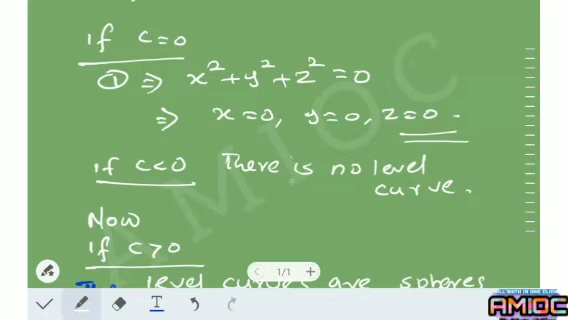 If c=0
① ⇒ x²+y²+z²=0
⇒ x=0, y=0, z=0.
if c<0 There is no level
curve.
Now
if c>0
level curves are spheres
1/1
AMIOC
AMIOC